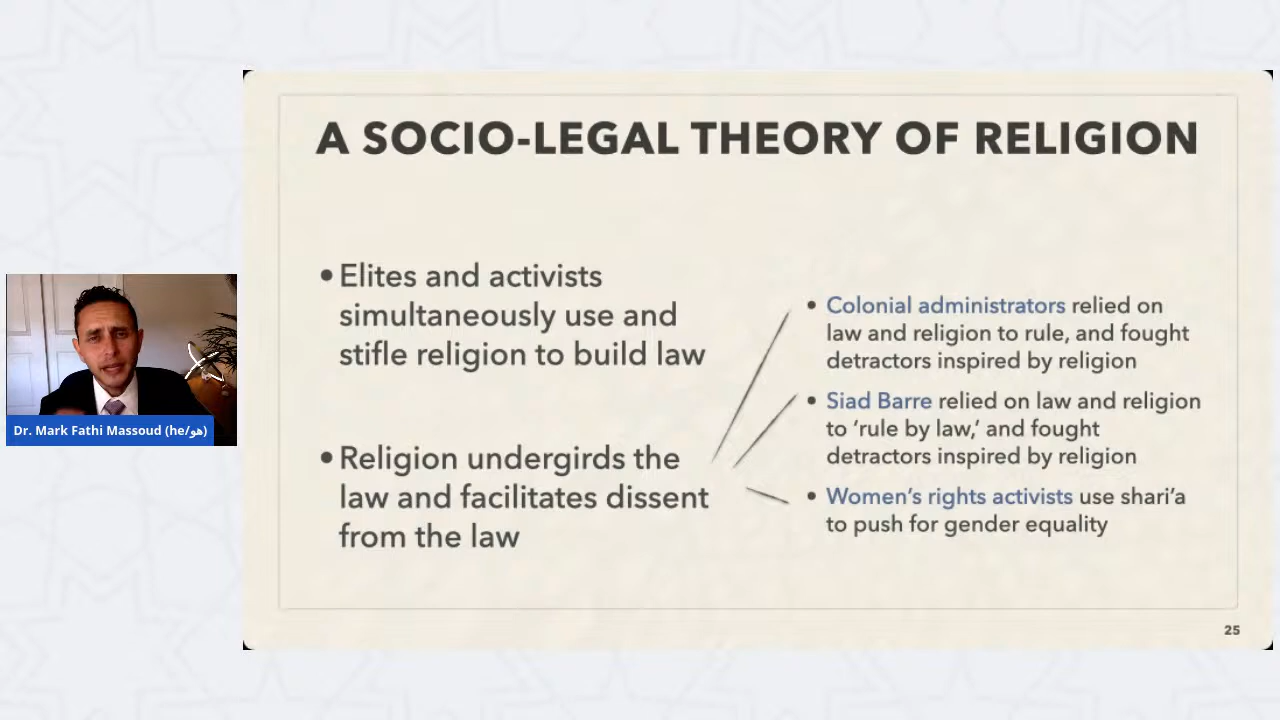 A SOCIO-LEGAL THEORY OF RELIGION
• Elites and activists
simultaneously use and
stifle religion to build law
• Religion undergirds the
law and facilitates dissent
from the law
• Colonial administrators relied on
law and religion to rule, and fought
detractors inspired by religion
• Siad Barre relied on law and religion
to ‘rule by law,’ and fought
detractors inspired by religion
• Women’s rights activists use shari’a
to push for gender equality
25
Dr. Mark Fathi Massoud (he/هو)